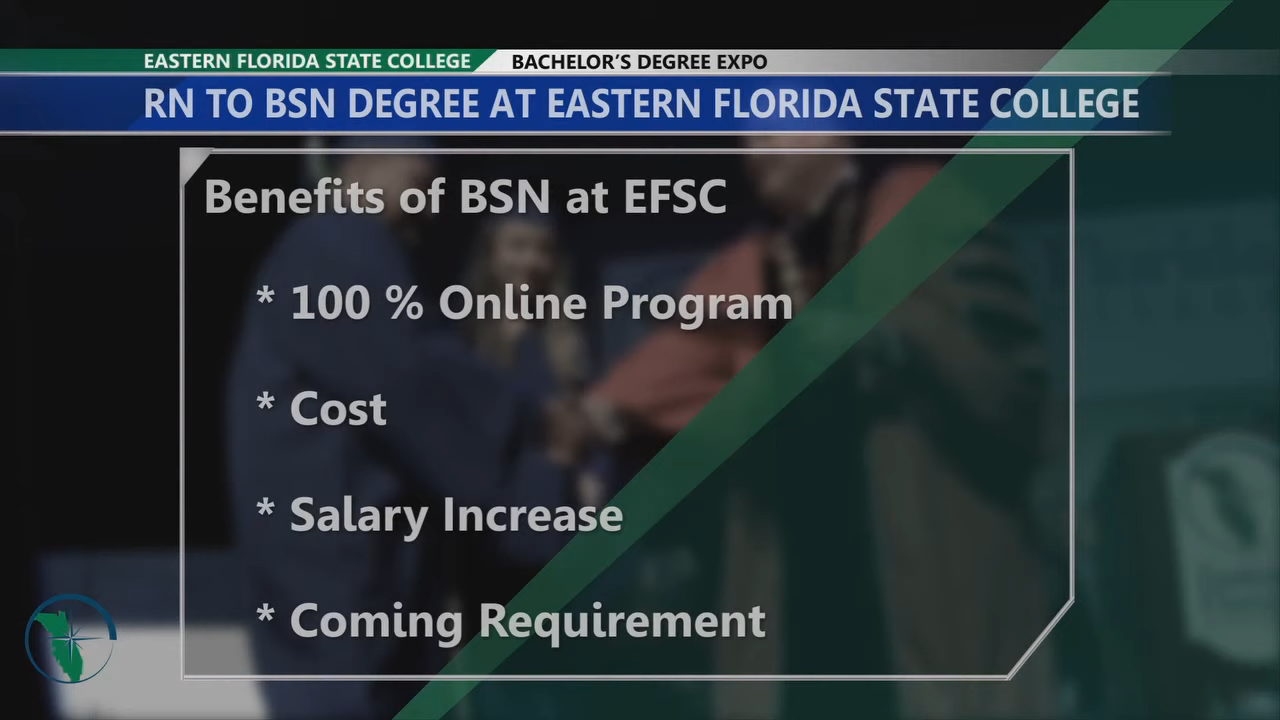 EASTERN FLORIDA STATE COLLEGE BACHELOR'S DEGREE EXPO
RN TO BSN DEGREE AT EASTERN FLORIDA STATE COLLEGE
Benefits of BSN at EFSC
* 100 % Online Program
* Cost
* Salary Increase
* Coming Requirement